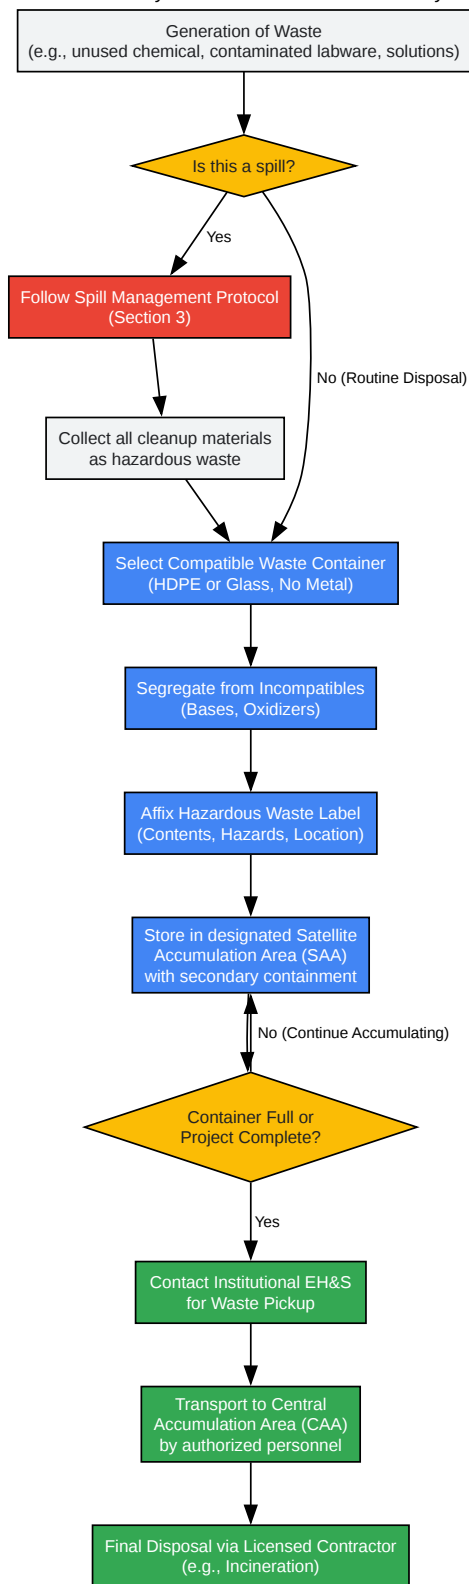 Generation of Waste
(e.g., unused chemical, contaminated labware, solutions)
Is this a spill?
Yes
Follow Spill Management Protocol
(Section 3)
No (Routine Disposal)
Collect all cleanup materials
as hazardous waste
Select Compatible Waste Container
(HDPE or Glass, No Metal)
Segregate from Incompatibles
(Bases, Oxidizers)
Affix Hazardous Waste Label
(Contents, Hazards, Location)
Store in designated Satellite
Accumulation Area (SAA)
with secondary containment
No (Continue Accumulating)
Container Full or
Project Complete?
Yes
Contact Institutional EH&S
for Waste Pickup
Transport to Central
Accumulation Area (CAA)
by authorized personnel
Final Disposal via Licensed Contractor
(e.g., Incineration)